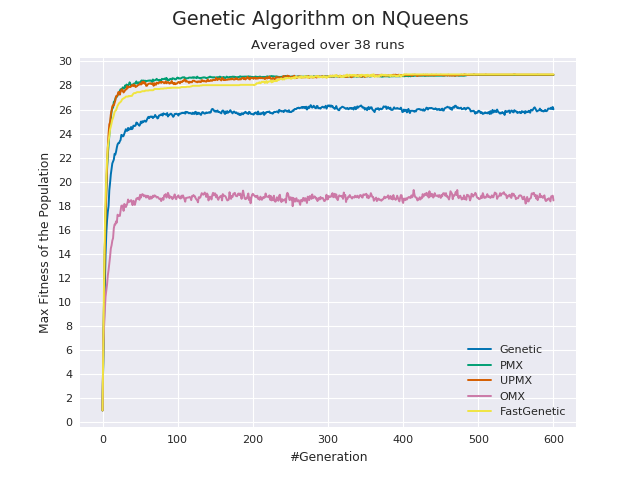 Genetic Algorithm on NQueens
Averaged over 38 runs
Max Fitness of the Population
30
28
26
24
22
20
18
16
14
12
10
8
6
4
2
0
Genetic
PMX
UPMX
OMX
FastGenetic
0 100 200 300 400 500 600
#Generation